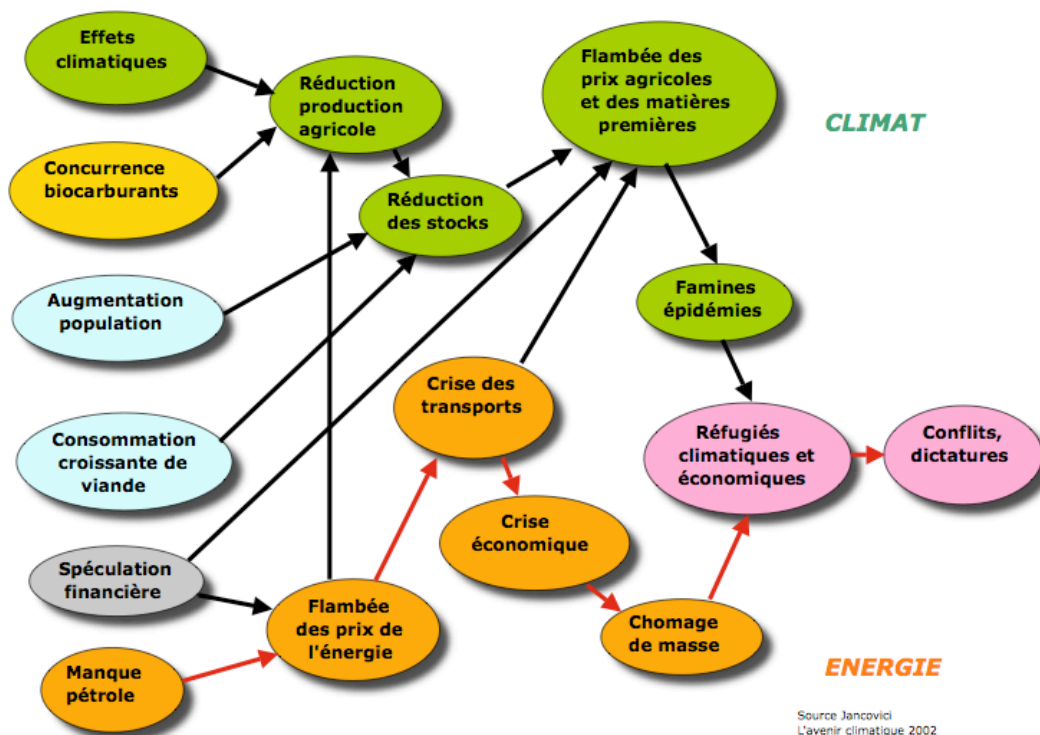 Effets
climatiques
Réduction
production
agricole
Flambée des
prix agricoles
et des matières
premières
CLIMAT
Concurrence
biocarburants
Réduction
des stocks
Augmentation
population
Famines
épidémies
Crise des
transports
Consommation
croissante de
viande
Réfugiés
climatiques et
économiques
Conflits,
dictatures
Crise
économique
Spéculation
financière
Flambée
des prix de
l'énergie
Chomage
de masse
Manque
pétrole
ENERGIE
Source Jancovici
L'avenir climatique 2002